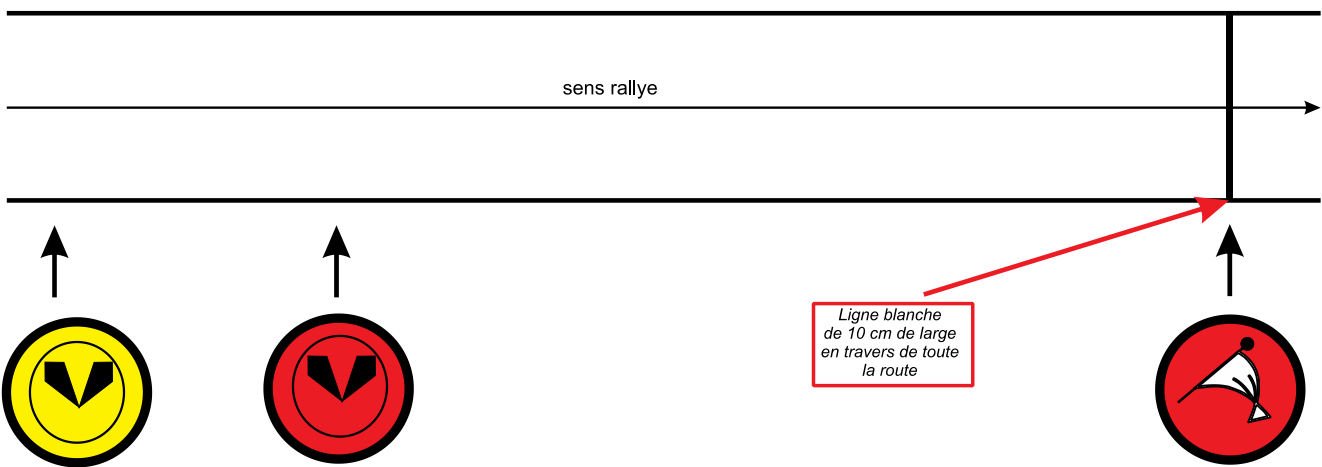 sens rallye
Ligne blanche
de 10 cm de large
en travers de toute
la route